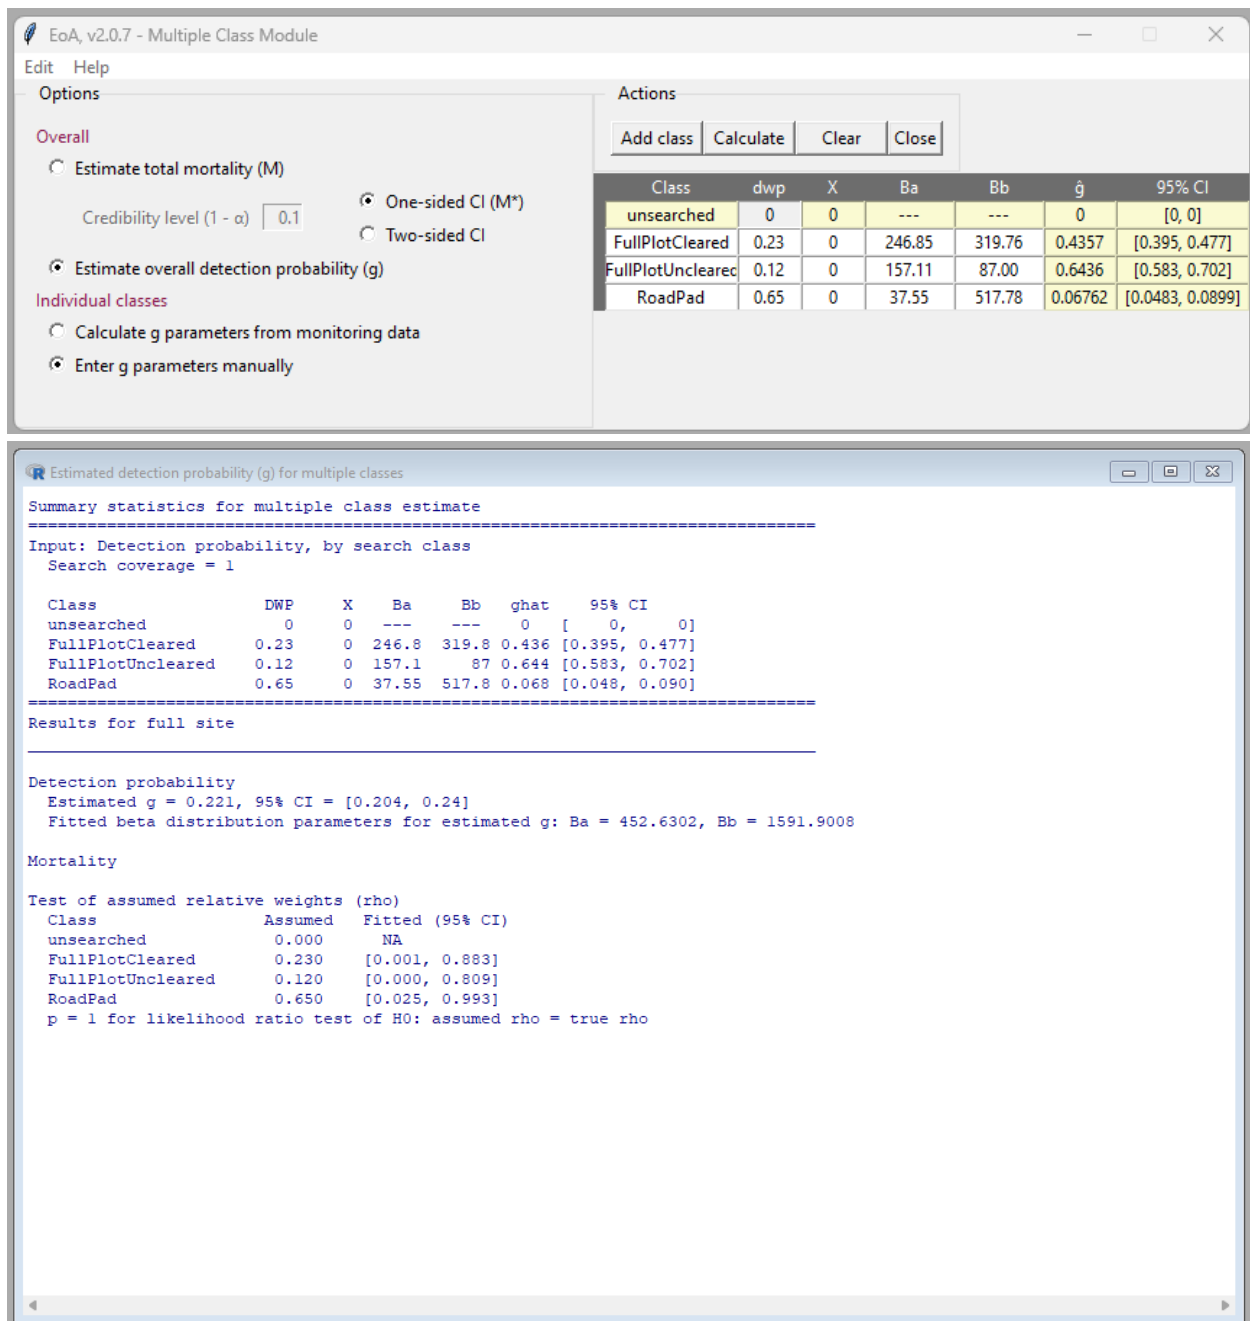 EoA, v2.0.7 - Multiple Class Module
Edit Help
Options
Overall
Estimate total mortality (M)
Credibility level (1 - α) 0.1
One-sided CI (M*)
Two-sided CI
Estimate overall detection probability (g)
Individual classes
Calculate g parameters from monitoring data
Enter g parameters manually
Actions
Add class Calculate Clear Close
Class dwp X Ba Bb ĝ 95% CI
unsearched 0 0 --- --- 0 [0, 0]
FullPlotCleared 0.23 0 246.85 319.76 0.4357 [0.395, 0.477]
FullPlotUncleared 0.12 0 157.11 87.00 0.6436 [0.583, 0.702]
RoadPad 0.65 0 37.55 517.78 0.06762 [0.0483, 0.0899]
Estimated detection probability (g) for multiple classes
Summary statistics for multiple class estimate
Input: Detection probability, by search class
Search coverage = 1
Class DWP X Ba Bb ghat 95% CI
unsearched 0 0 --- --- 0 [ 0, 0]
FullPlotCleared 0.23 0 246.8 319.8 0.436 [0.395, 0.477]
FullPlotUncleared 0.12 0 157.1 87 0.644 [0.583, 0.702]
RoadPad 0.65 0 37.55 517.8 0.068 [0.048, 0.090]
Results for full site
Detection probability
Estimated g = 0.221, 95% CI = [0.204, 0.24]
Fitted beta distribution parameters for estimated g: Ba = 452.6302, Bb = 1591.9008
Mortality
Test of assumed relative weights (rho)
Class Assumed Fitted (95% CI)
unsearched 0.000 NA
FullPlotCleared 0.230 [0.001, 0.883]
FullPlotUncleared 0.120 [0.000, 0.809]
RoadPad 0.650 [0.025, 0.993]
p = 1 for likelihood ratio test of H0: assumed rho = true rho